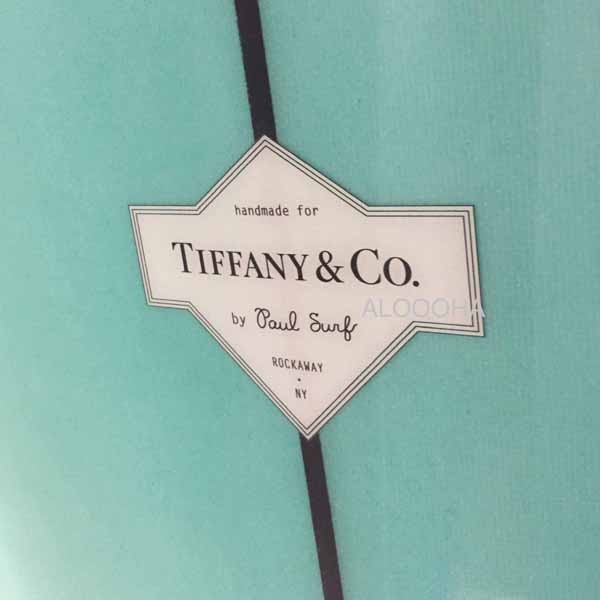 handmade for
TIFFANY & CO.
by Paul Surf
ALOOOHA
ROCKAWAY
•
NY